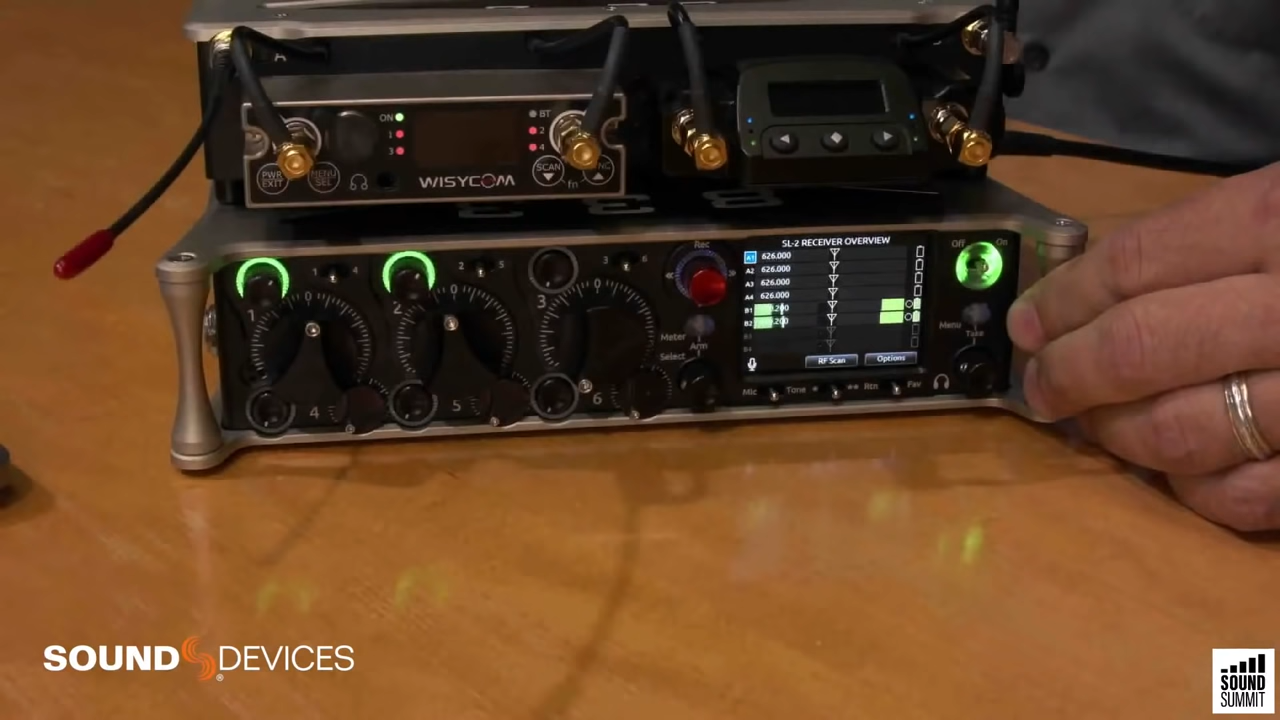 A
ON
1
3
BT
2
4
PWR
EXIT
MENU
SEL
WISYCOM
SCAN
fn
SL-2 RECEIVER OVERVIEW
A1 626.000
A2 626.000
A3 626.000
A4 626.000
B1
B2
RF Scan
Options
Rec
Off
On
1
4
2
5
3
6
1
0
2
0
3
0
4
5
6
Meter
Arm
Select
Menu
Take
Mic
Tone
*
**
Rtn
Fav
SOUND DEVICES
®
SOUND
SUMMIT